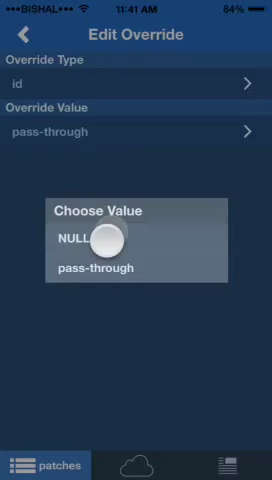 ●●●BISHAL●●● 11:41 AM 84%
Edit Override
Override Type
id
Override Value
pass-through
Choose Value
NULL
pass-through
patches